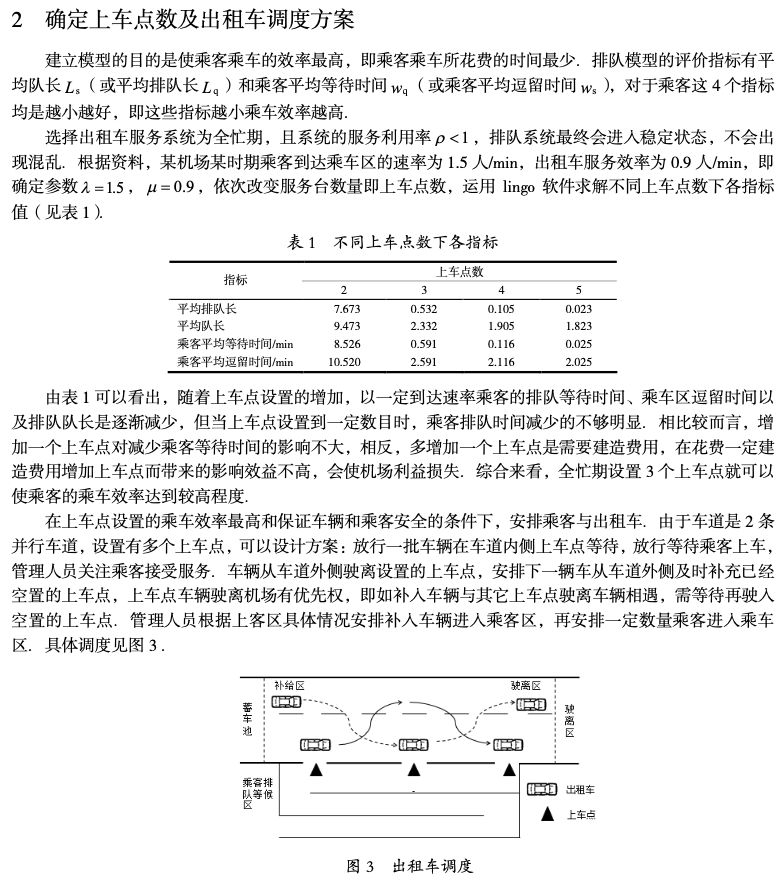 2 确定上车点数及出租车调度方案
建立模型的目的是使乘客乘车的效率最高，即乘客乘车所花费的时间最少．排队模型的评价指标有平
均队长 Ls（或平均排队长 Lq）和乘客平均等待时间 wq（或乘客平均逗留时间 ws），对于乘客这 4 个指标
均是越小越好，即这些指标越小乘车效率越高．
选择出租车服务系统为全忙期，且系统的服务利用率 ρ<1，排队系统最终会进入稳定状态，不会出
现混乱．根据资料，某机场某时期乘客到达乘车区的速率为 1.5 人/min，出租车服务效率为 0.9 人/min，即
确定参数 λ=1.5， μ=0.9，依次改变服务台数量即上车点数，运用 lingo 软件求解不同上车点数下各指标
值（见表 1）．
表 1 不同上车点数下各指标
指标 上车点数
2 3 4 5
平均排队长 7.673 0.532 0.105 0.023
平均队长 9.473 2.332 1.905 1.823
乘客平均等待时间/min 8.526 0.591 0.116 0.025
乘客平均逗留时间/min 10.520 2.591 2.116 2.025
由表 1 可以看出，随着上车点设置的增加，以一定到达速率乘客的排队等待时间、乘车区逗留时间以
及排队队长是逐渐减少，但当上车点设置到一定数目时，乘客排队时间减少的不够明显．相比较而言，增
加一个上车点对减少乘客等待时间的影响不大，相反，多增加一个上车点是需要建造费用，在花费一定建
造费用增加上车点而带来的影响效益不高，会使机场利益损失．综合来看，全忙期设置 3 个上车点就可以
使乘客的乘车效率达到较高程度．
在上车点设置的乘车效率最高和保证车辆和乘客安全的条件下，安排乘客与出租车．由于车道是 2 条
并行车道，设置有多个上车点，可以设计方案：放行一批车辆在车道内侧上车点等待，放行等待乘客上车，
管理人员关注乘客接受服务．车辆从车道外侧驶离设置的上车点，安排下一辆车从车道外侧及时补充已经
空置的上车点，上车点车辆驶离机场有优先权，即如补入车辆与其它上车点驶离车辆相遇，需等待再驶入
空置的上车点．管理人员根据上客区具体情况安排补入车辆进入乘客区，再安排一定数量乘客进入乘车
区．具体调度见图 3．
补给区 驶离区
蓄车池
驶离区
乘客排
队等候
区
出租车
上车点
图 3 出租车调度